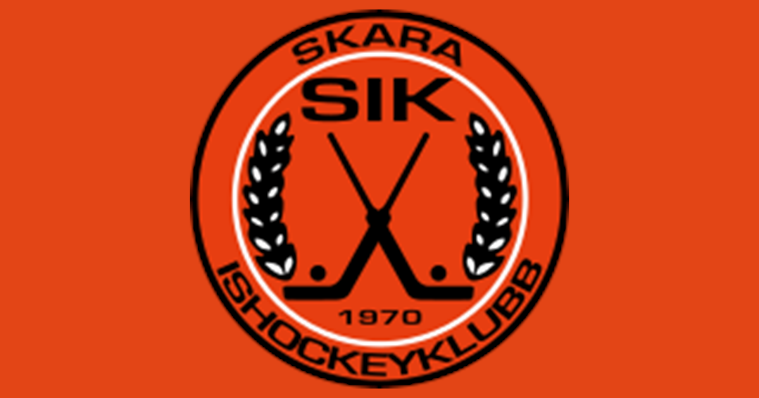 SKARA
SIK
1970
ISHOCKEYKLUBB